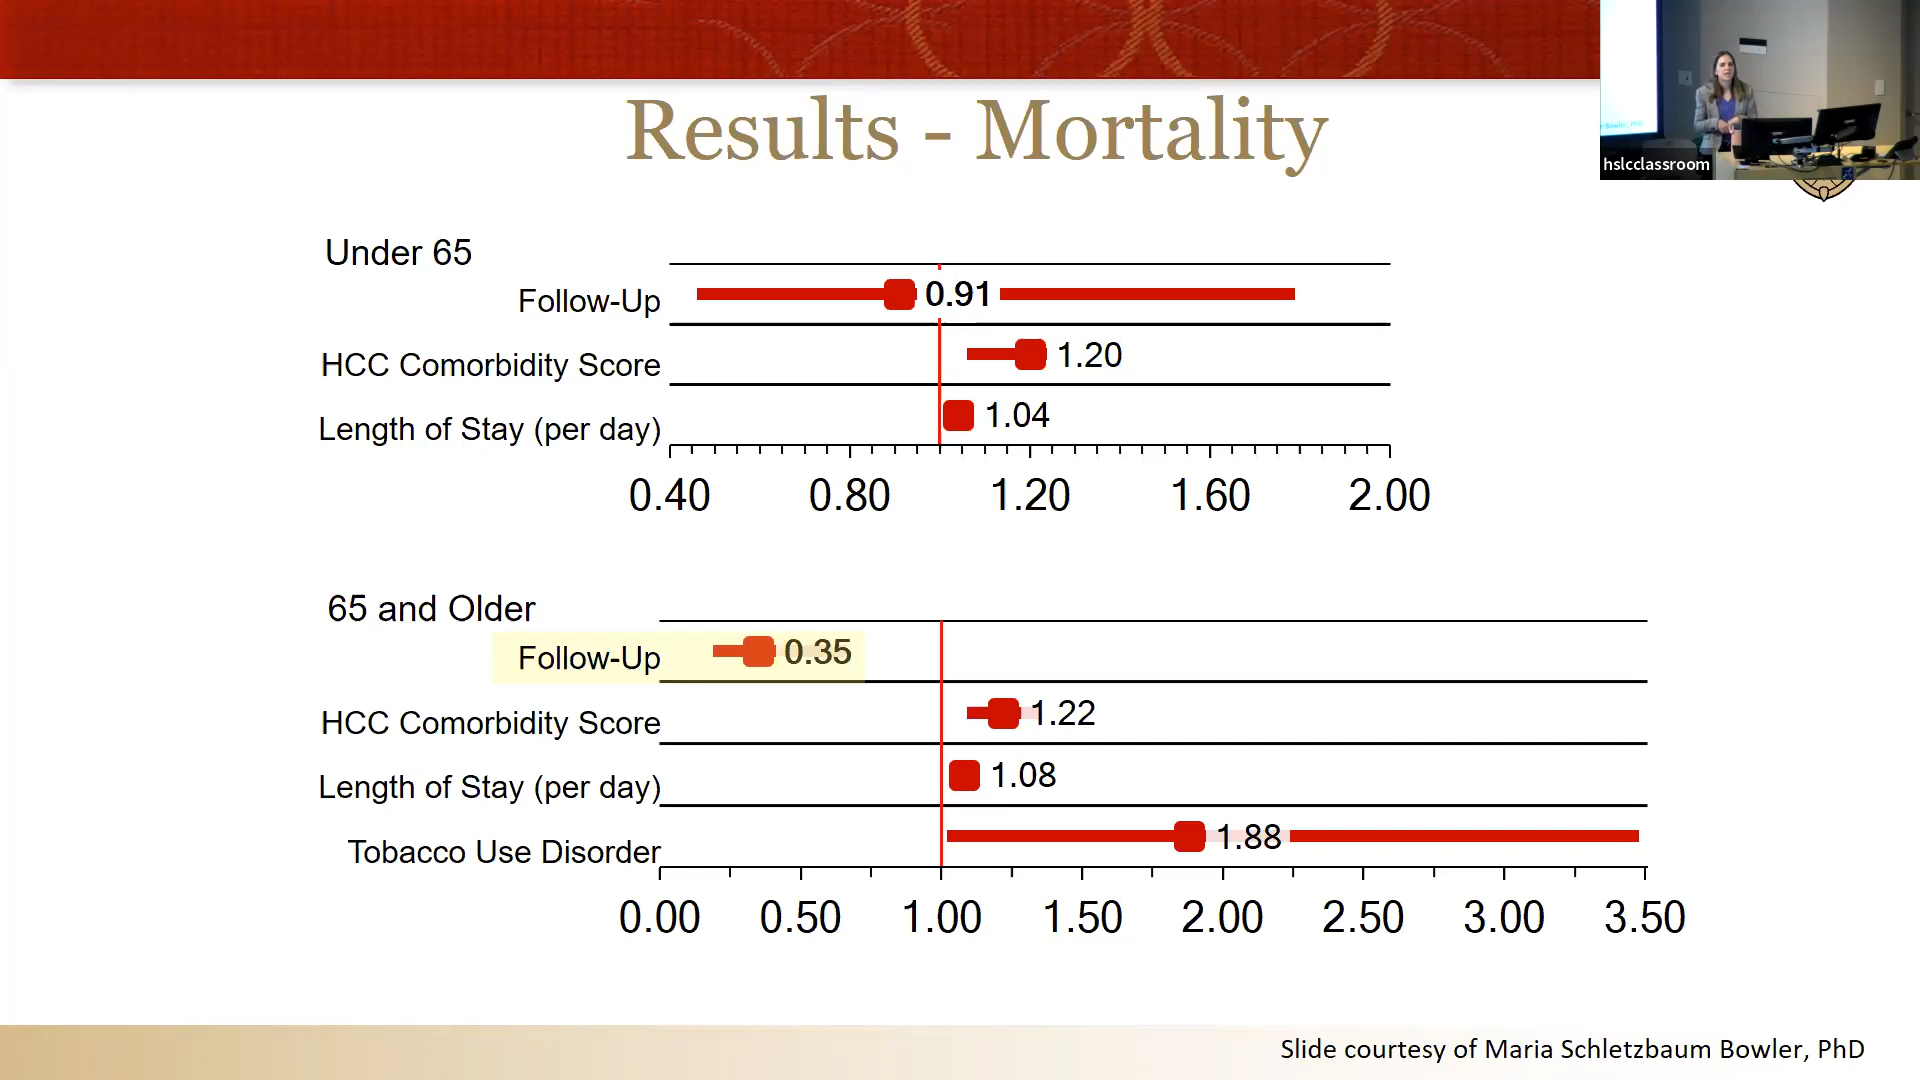 Results - Mortality
hslcclassroom
Under 65
Follow-Up
0.91
HCC Comorbidity Score
1.20
Length of Stay (per day)
1.04
0.40 0.80 1.20 1.60 2.00
65 and Older
Follow-Up
0.35
HCC Comorbidity Score
1.22
Length of Stay (per day)
1.08
Tobacco Use Disorder
1.88
0.00 0.50 1.00 1.50 2.00 2.50 3.00 3.50
Slide courtesy of Maria Schletzbaum Bowler, PhD